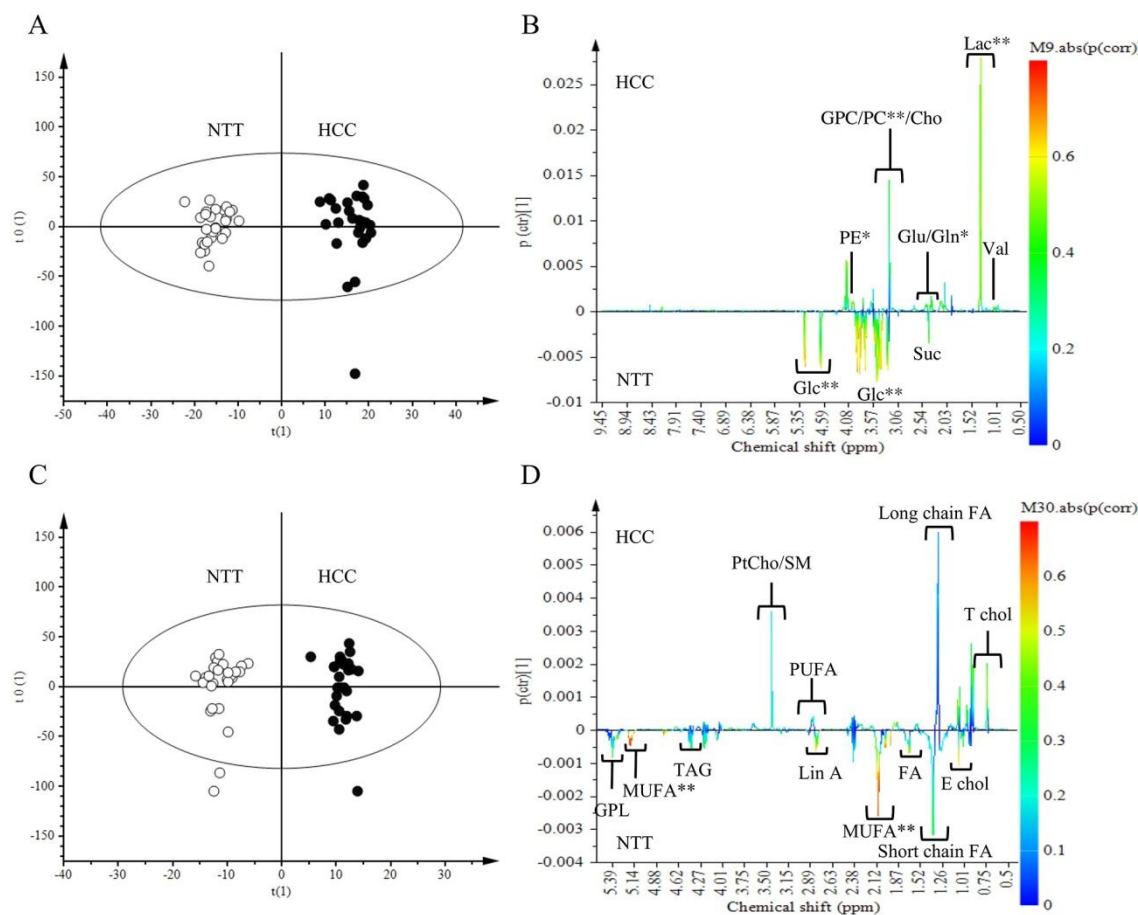 A
150
100
50
0
-50
-100
-150
-50 -40 -30 -20 -10 0 10 20 30 40
t0 (1)
t(1)
NTT HCC
B
HCC
NTT
Lac**
GPC/PC**/Cho
PE*
Glu/Gln*
Val
Suc
Glc**
Glc**
0.025
0.02
0.015
0.01
0.005
0
-0.005
-0.01
p (ctr)[1]
9.45 8.94 8.43 7.91 7.40 6.89 6.38 5.87 5.35 4.59 4.08 3.57 3.06 2.54 2.03 1.52 1.01 0.50
Chemical shift (ppm)
M9.abs(p(corr)
0.6
0.4
0.2
0
C
150
100
50
0
-50
-100
-150
-50 -40 -30 -20 -10 0 10 20 30 40
t0 (1)
t(1)
NTT HCC
D
HCC
NTT
Long chain FA
PtCho/SM
T chol
PUFA
TAG
Lin A
FA
E chol
MUFA**
GPL
MUFA**
Short chain FA
0.006
0.005
0.004
0.003
0.002
0.001
0
-0.001
-0.002
-0.003
-0.004
p(ctr)[1]
5.39 5.14 4.88 4.62 4.27 4.01 3.75 3.50 3.15 2.89 2.63 2.38 2.12 1.87 1.52 1.26 1.01 0.75 0.5
Chemical shift (ppm)
M30.abs(p(corr)
0.6
0.5
0.4
0.3
0.2
0.1
0